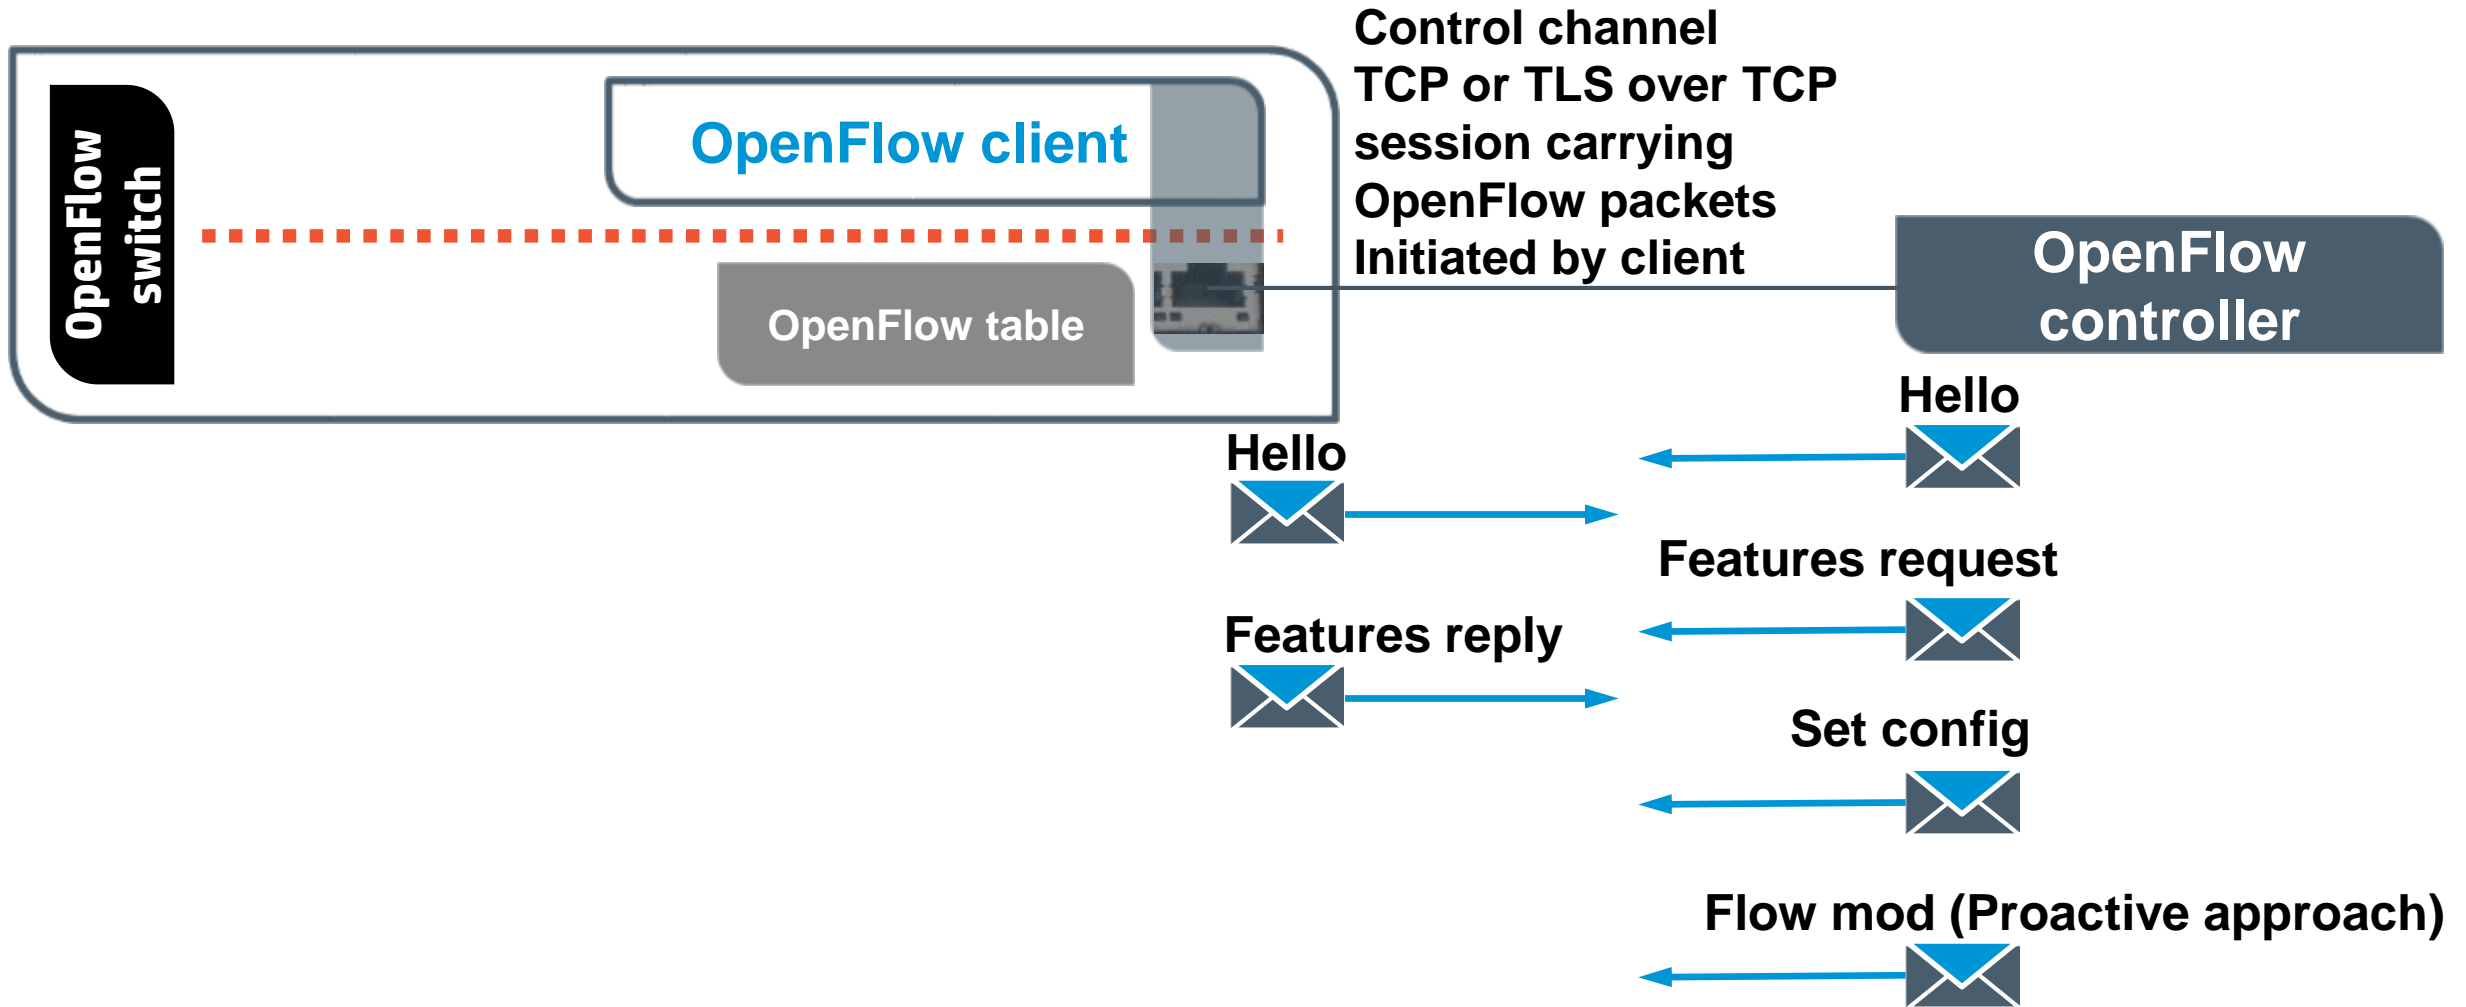 Control channel
TCP or TLS over TCP
session carrying
OpenFlow packets
Initiated by client
OpenFlow
switch
OpenFlow client
OpenFlow table
OpenFlow
controller
Hello
Hello
Features request
Features reply
Set config
Flow mod (Proactive approach)